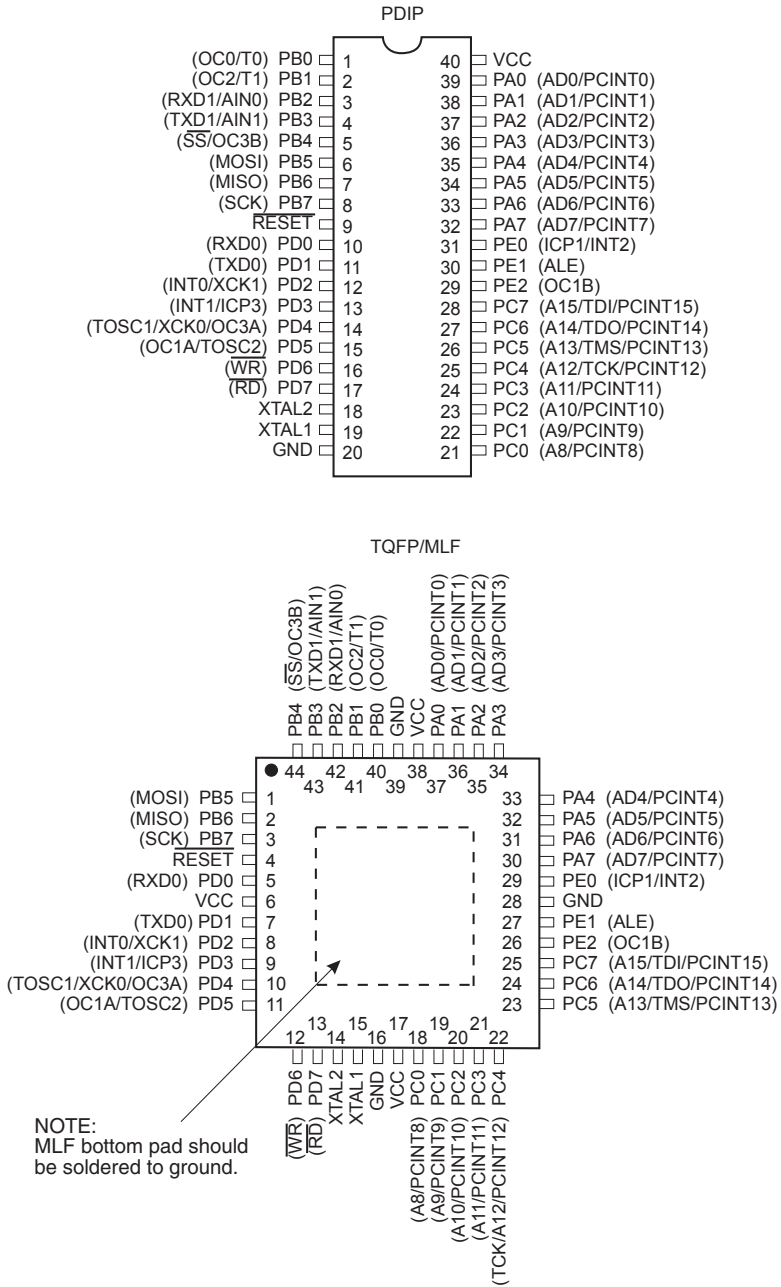 PDIP
(OC0/T0) PB0 1 40 VCC
(OC2/T1) PB1 2 39 PA0 (AD0/PCINT0)
(RXD1/AIN0) PB2 3 38 PA1 (AD1/PCINT1)
(TXD1/AIN1) PB3 4 37 PA2 (AD2/PCINT2)
(SS/OC3B) PB4 5 36 PA3 (AD3/PCINT3)
(MOSI) PB5 6 35 PA4 (AD4/PCINT4)
(MISO) PB6 7 34 PA5 (AD5/PCINT5)
(SCK) PB7 8 33 PA6 (AD6/PCINT6)
RESET 9 32 PA7 (AD7/PCINT7)
(RXD0) PD0 10 31 PE0 (ICP1/INT2)
(TXD0) PD1 11 30 PE1 (ALE)
(INT0/XCK1) PD2 12 29 PE2 (OC1B)
(INT1/ICP3) PD3 13 28 PC7 (A15/TDI/PCINT15)
(TOSC1/XCK0/OC3A) PD4 14 27 PC6 (A14/TDO/PCINT14)
(OC1A/TOSC2) PD5 15 26 PC5 (A13/TMS/PCINT13)
(WR) PD6 16 25 PC4 (A12/TCK/PCINT12)
(RD) PD7 17 24 PC3 (A11/PCINT11)
XTAL2 18 23 PC2 (A10/PCINT10)
XTAL1 19 22 PC1 (A9/PCINT9)
GND 20 21 PC0 (A8/PCINT8)
TQFP/MLF
PB4 (SS/OC3B)
PB3 (TXD1/AIN1)
PB2 (RXD1/AIN0)
PB1 (OC2/T1)
PB0 (OC0/T0)
GND
VCC
PA0 (AD0/PCINT0)
PA1 (AD1/PCINT1)
PA2 (AD2/PCINT2)
PA3 (AD3/PCINT3)
44 42 40 38 36 34
43 41 39 37 35
(MOSI) PB5 1 33 PA4 (AD4/PCINT4)
(MISO) PB6 2 32 PA5 (AD5/PCINT5)
(SCK) PB7 3 31 PA6 (AD6/PCINT6)
RESET 4 30 PA7 (AD7/PCINT7)
(RXD0) PD0 5 29 PE0 (ICP1/INT2)
VCC 6 28 GND
(TXD0) PD1 7 27 PE1 (ALE)
(INT0/XCK1) PD2 8 26 PE2 (OC1B)
(INT1/ICP3) PD3 9 25 PC7 (A15/TDI/PCINT15)
(TOSC1/XCK0/OC3A) PD4 10 24 PC6 (A14/TDO/PCINT14)
(OC1A/TOSC2) PD5 11 23 PC5 (A13/TMS/PCINT13)
13 15 17 19 21
12 14 16 18 20 22
(WR) PD6
(RD) PD7
XTAL2
XTAL1
GND
VCC
(A8/PCINT8) PC0
(A9/PCINT9) PC1
(A10/PCINT10) PC2
(A11/PCINT11) PC3
(TCK/A12/PCINT12) PC4
NOTE:
MLF bottom pad should
be soldered to ground.